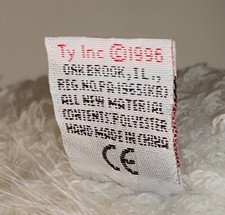 Ty Inc ©1996
OAKBROOK, IL.,
REG.NO.PA-1965(KR)
ALL NEW MATERIAL
CONTENTS:POLYESTER
HAND MADE IN CHINA
CE